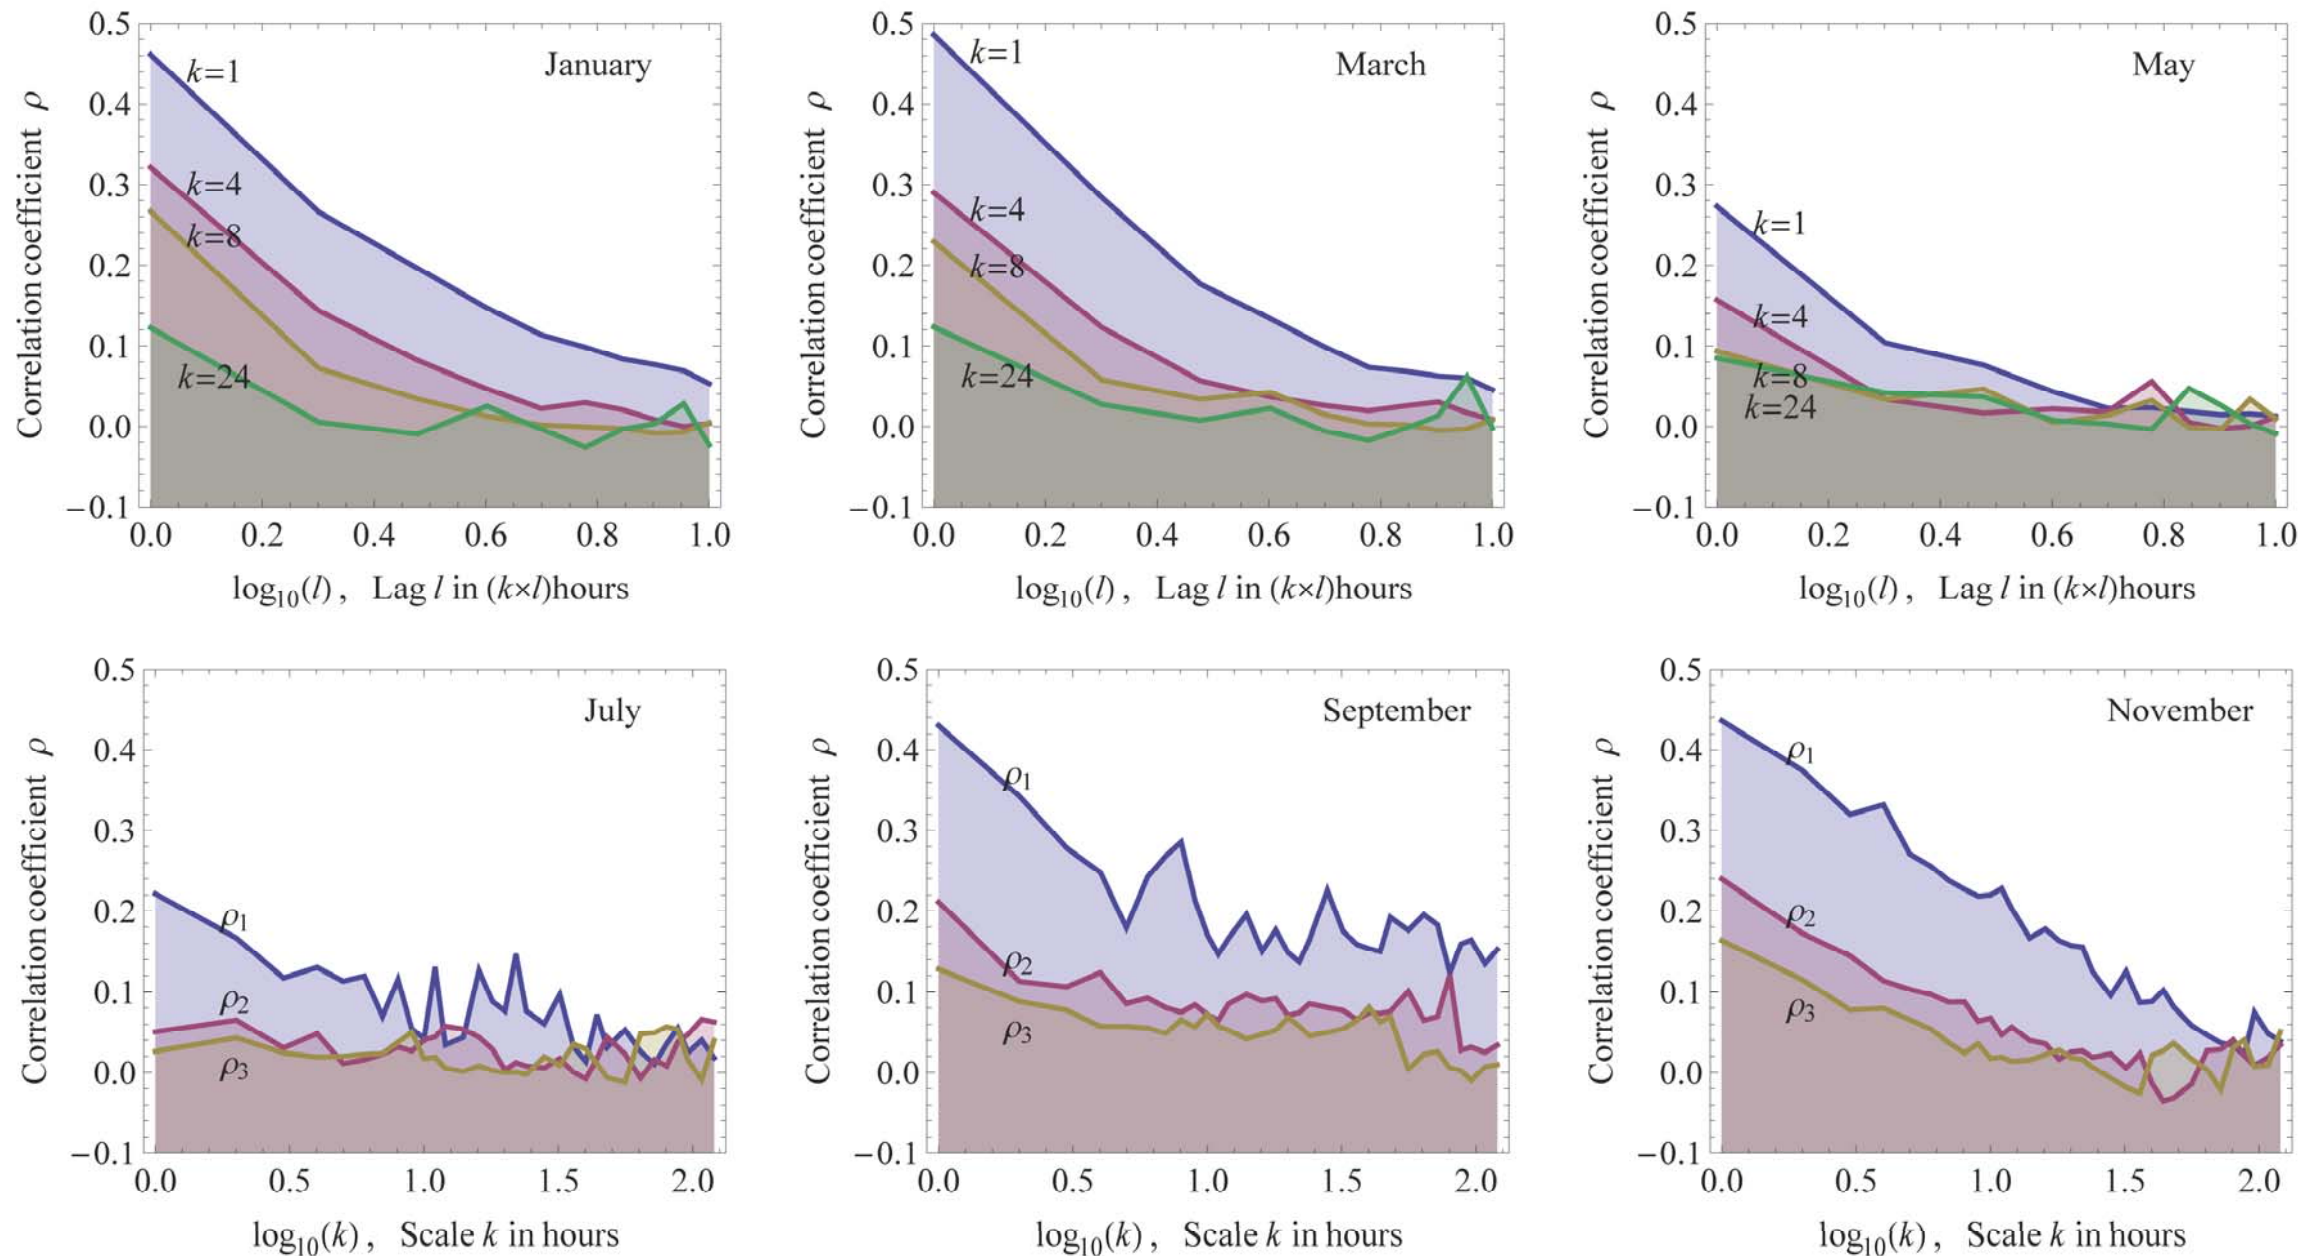 January
Correlation coefficient ρ
0.5
0.4
0.3
0.2
0.1
0.0
−0.1
k=1
k=4
k=8
k=24
0.0 0.2 0.4 0.6 0.8 1.0
log10(l) , Lag l in (k×l)hours
March
Correlation coefficient ρ
0.5
0.4
0.3
0.2
0.1
0.0
−0.1
k=1
k=4
k=8
k=24
0.0 0.2 0.4 0.6 0.8 1.0
log10(l) , Lag l in (k×l)hours
May
Correlation coefficient ρ
0.5
0.4
0.3
0.2
0.1
0.0
−0.1
k=1
k=4
k=8
k=24
0.0 0.2 0.4 0.6 0.8 1.0
log10(l) , Lag l in (k×l)hours
July
Correlation coefficient ρ
0.5
0.4
0.3
0.2
0.1
0.0
−0.1
ρ1
ρ2
ρ3
0.0 0.5 1.0 1.5 2.0
log10(k) , Scale k in hours
September
Correlation coefficient ρ
0.5
0.4
0.3
0.2
0.1
0.0
−0.1
ρ1
ρ2
ρ3
0.0 0.5 1.0 1.5 2.0
log10(k) , Scale k in hours
November
Correlation coefficient ρ
0.5
0.4
0.3
0.2
0.1
0.0
−0.1
ρ1
ρ2
ρ3
0.0 0.5 1.0 1.5 2.0
log10(k) , Scale k in hours